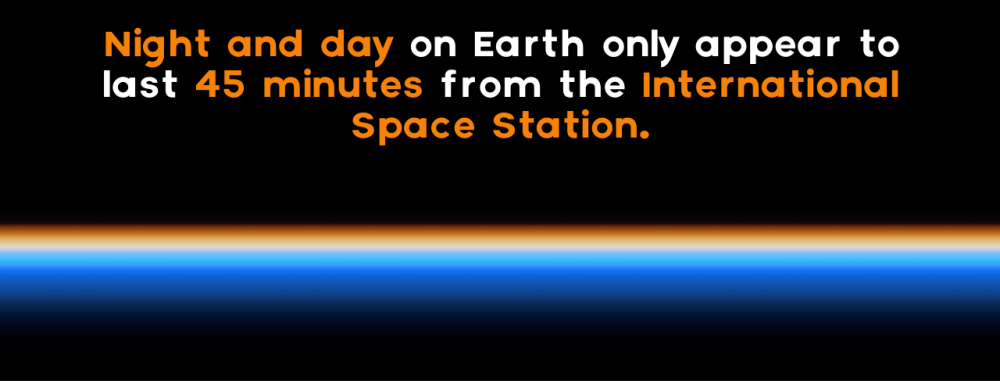 Night and day on Earth only appear to
last 45 minutes from the International
Space Station.